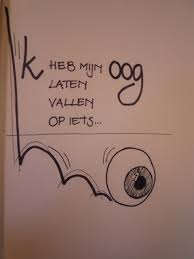 Ik HEB MIJN oog
LATEN
VALLEN
OP IETS...